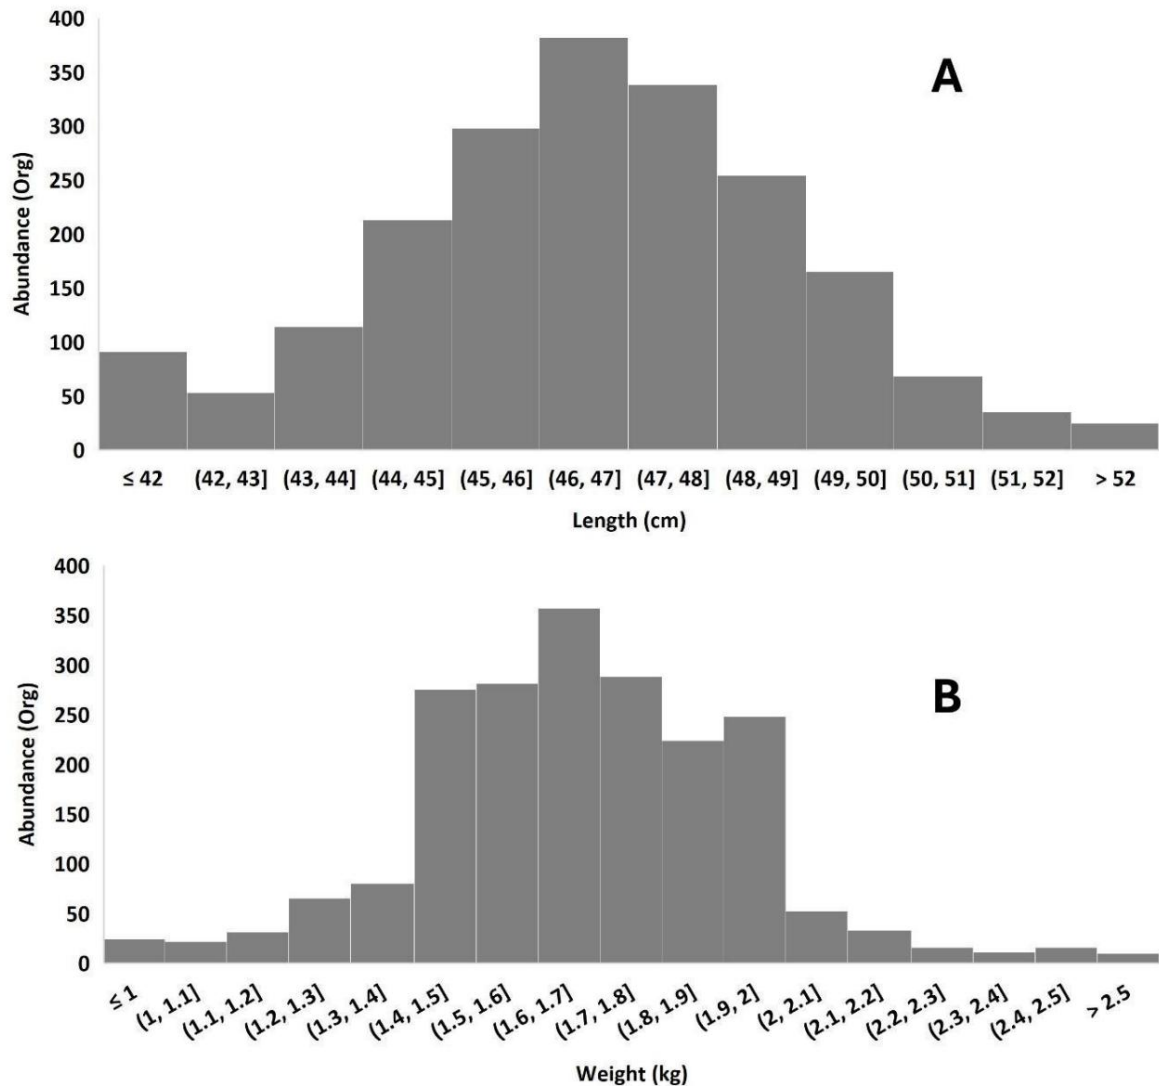 400
350
A
300
250
200
150
100
50
0
Abundance (Org)
≤ 42 (42, 43] (43, 44] (44, 45] (45, 46] (46, 47] (47, 48] (48, 49] (49, 50] (50, 51] (51, 52] > 52
Length (cm)
400
350
300
B
250
200
150
100
50
0
Abundance (Org)
≤ 1 (1, 1.1] (1.1, 1.2] (1.2, 1.3] (1.3, 1.4] (1.4, 1.5] (1.5, 1.6] (1.6, 1.7] (1.7, 1.8] (1.8, 1.9] (1.9, 2] (2, 2.1] (2.1, 2.2] (2.2, 2.3] (2.3, 2.4] (2.4, 2.5] > 2.5
Weight (kg)